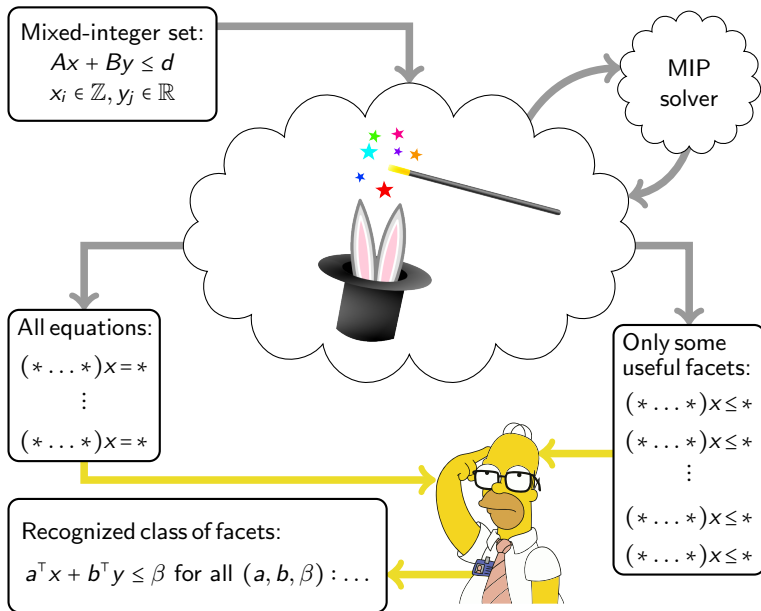 Mixed-integer set:
Ax + By ≤ d
xᵢ ∈ ℤ, yⱼ ∈ ℝ
MIP
solver
All equations:
(∗ … ∗)x = ∗
⋮
(∗ … ∗)x = ∗
Only some
useful facets:
(∗ … ∗)x ≤ ∗
(∗ … ∗)x ≤ ∗
⋮
(∗ … ∗)x ≤ ∗
(∗ … ∗)x ≤ ∗
Recognized class of facets:
aᵀx + bᵀy ≤ β for all (a, b, β) : …